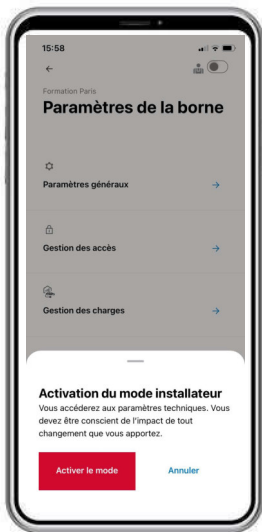 15:58
Formation Paris
Paramètres de la borne
Paramètres généraux
Gestion des accès
Gestion des charges
Activation du mode installateur
Vous accéderez aux paramètres techniques. Vous
devez être conscient de l'impact de tout
changement que vous apportez.
Activer le mode Annuler